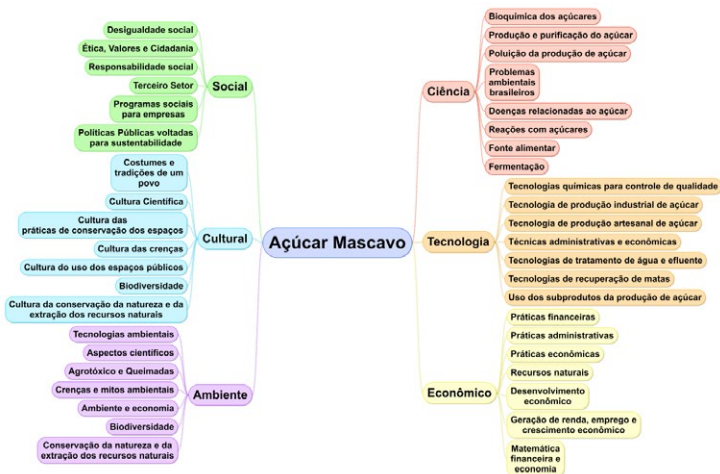 Açúcar Mascavo
Social
Desigualdade social
Ética, Valores e Cidadania
Responsabilidade social
Terceiro Setor
Programas sociais
para empresas
Políticas Públicas voltadas
para sustentabilidade
Cultural
Costumes e
tradições de um
povo
Cultura Científica
Cultura das
práticas de conservação dos espaços
Cultura das crenças
Cultura do uso dos espaços públicos
Biodiversidade
Cultura da conservação da natureza e da
extração dos recursos naturais
Ambiente
Tecnologias ambientais
Aspectos científicos
Agrotóxico e Queimadas
Crenças e mitos ambientais
Ambiente e economia
Biodiversidade
Conservação da natureza e da
extração dos recursos naturais
Ciência
Bioquímica dos açúcares
Produção e purificação do açúcar
Poluição da produção de açúcar
Problemas
ambientais
brasileiros
Doenças relacionadas ao açúcar
Reações com açúcares
Fonte alimentar
Fermentação
Tecnologia
Tecnologias químicas para controle de qualidade
Tecnologia de produção industrial de açúcar
Tecnologia de produção artesanal de açúcar
Técnicas administrativas e econômicas
Tecnologias de tratamento de água e efluente
Tecnologias de recuperação de matas
Uso dos subprodutos da produção de açúcar
Econômico
Práticas financeiras
Práticas administrativas
Práticas econômicas
Recursos naturais
Desenvolvimento
econômico
Geração de renda, emprego e
crescimento econômico
Matemática
financeira e
economia